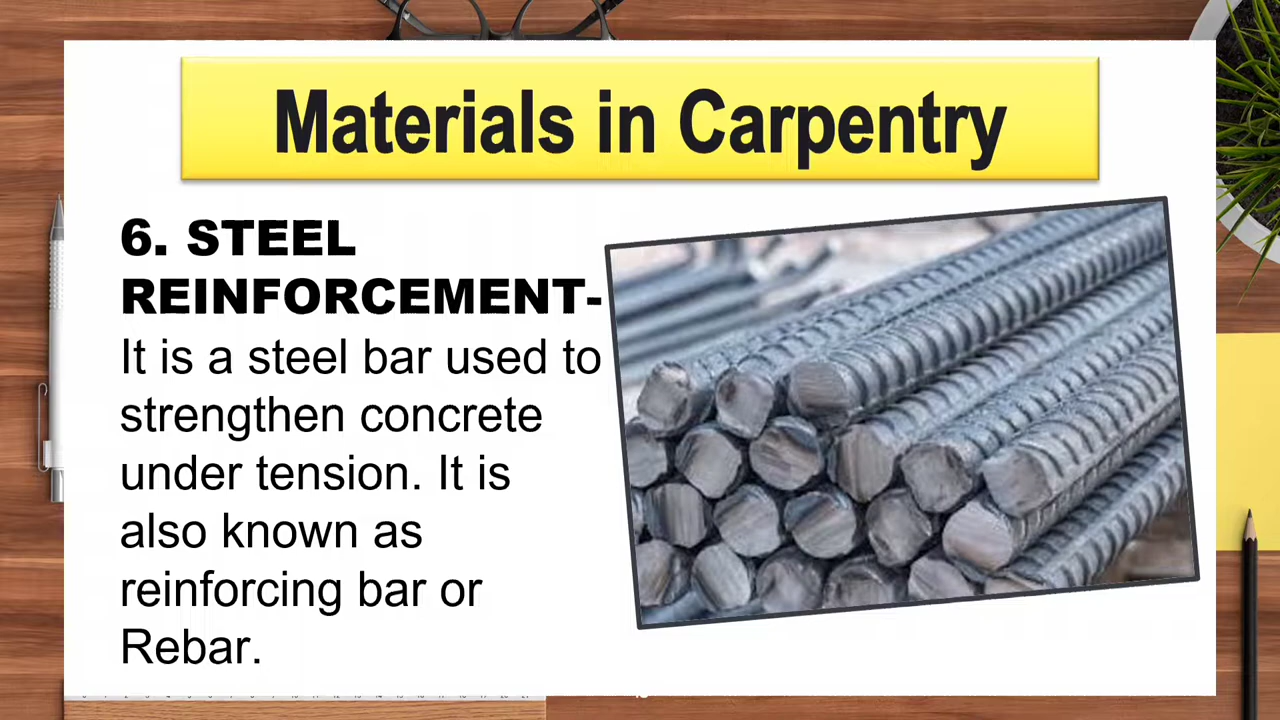 Materials in Carpentry
6. STEEL
REINFORCEMENT-
It is a steel bar used to
strengthen concrete
under tension. It is
also known as
reinforcing bar or
Rebar.